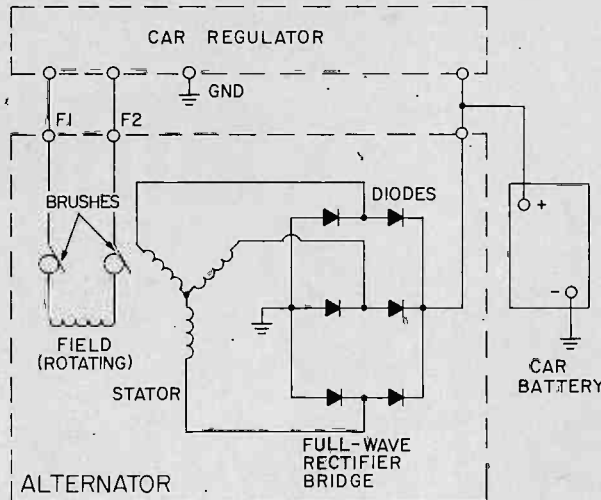 CAR REGULATOR
GND
F1
F2
BRUSHES
DIODES
+
-
FIELD
(ROTATING)
STATOR
CAR
BATTERY
FULL-WAVE
RECTIFIER
BRIDGE
ALTERNATOR